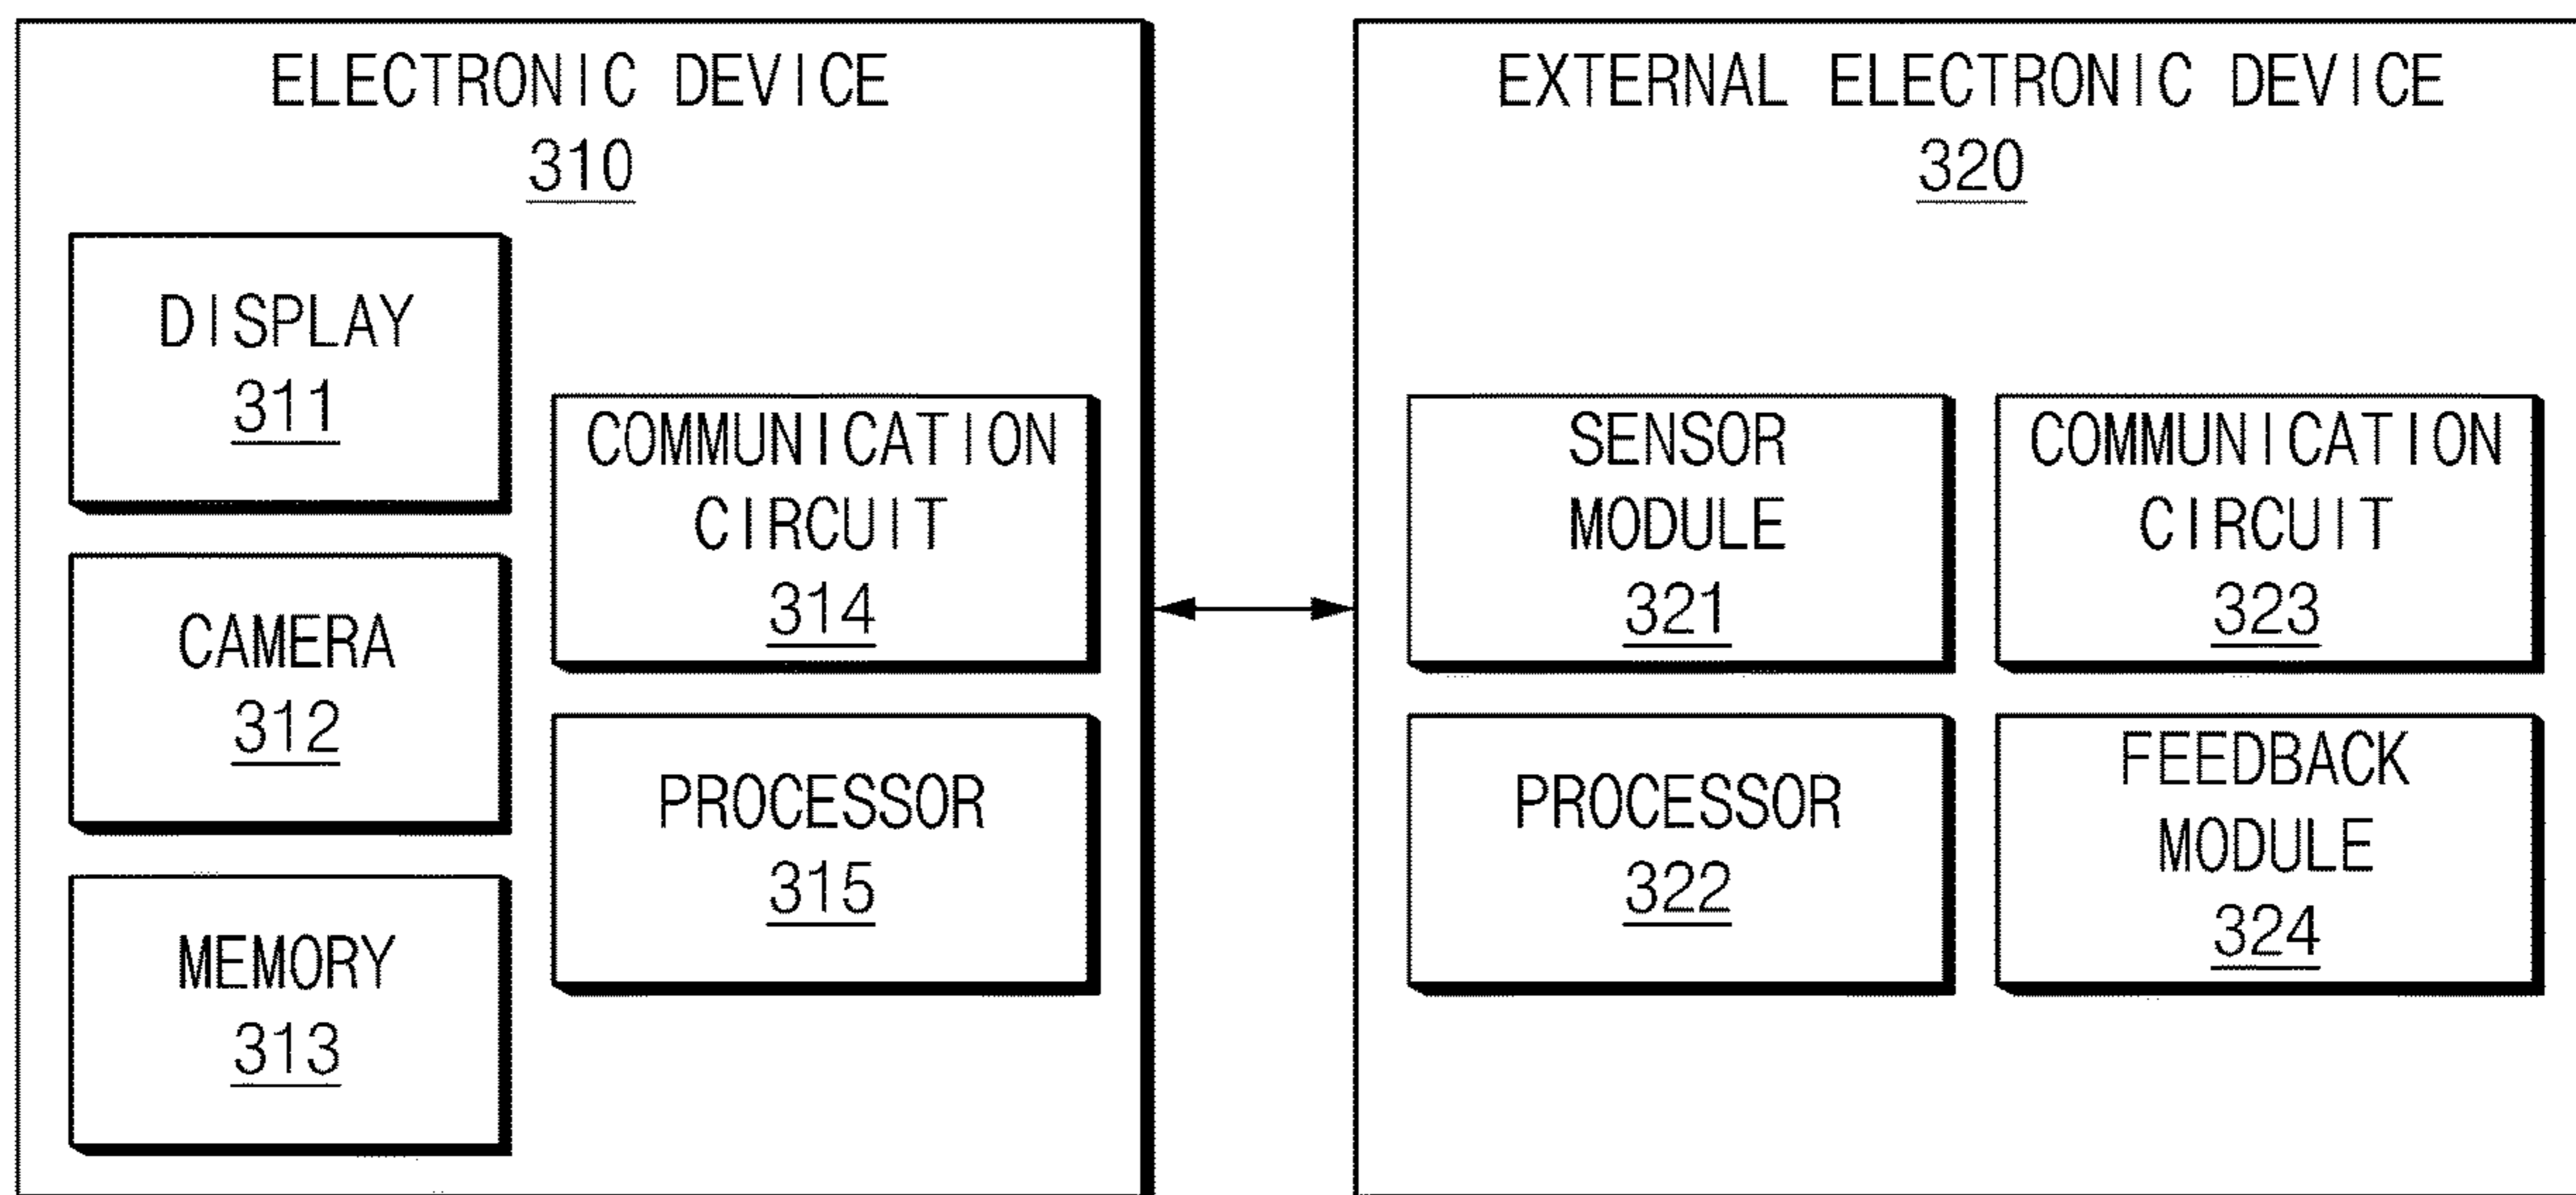 ELECTRONIC DEVICE
310
DISPLAY
311
CAMERA
312
MEMORY
313
COMMUNICATION
CIRCUIT
314
PROCESSOR
315
EXTERNAL ELECTRONIC DEVICE
320
SENSOR
MODULE
321
PROCESSOR
322
COMMUNICATION
CIRCUIT
323
FEEDBACK
MODULE
324